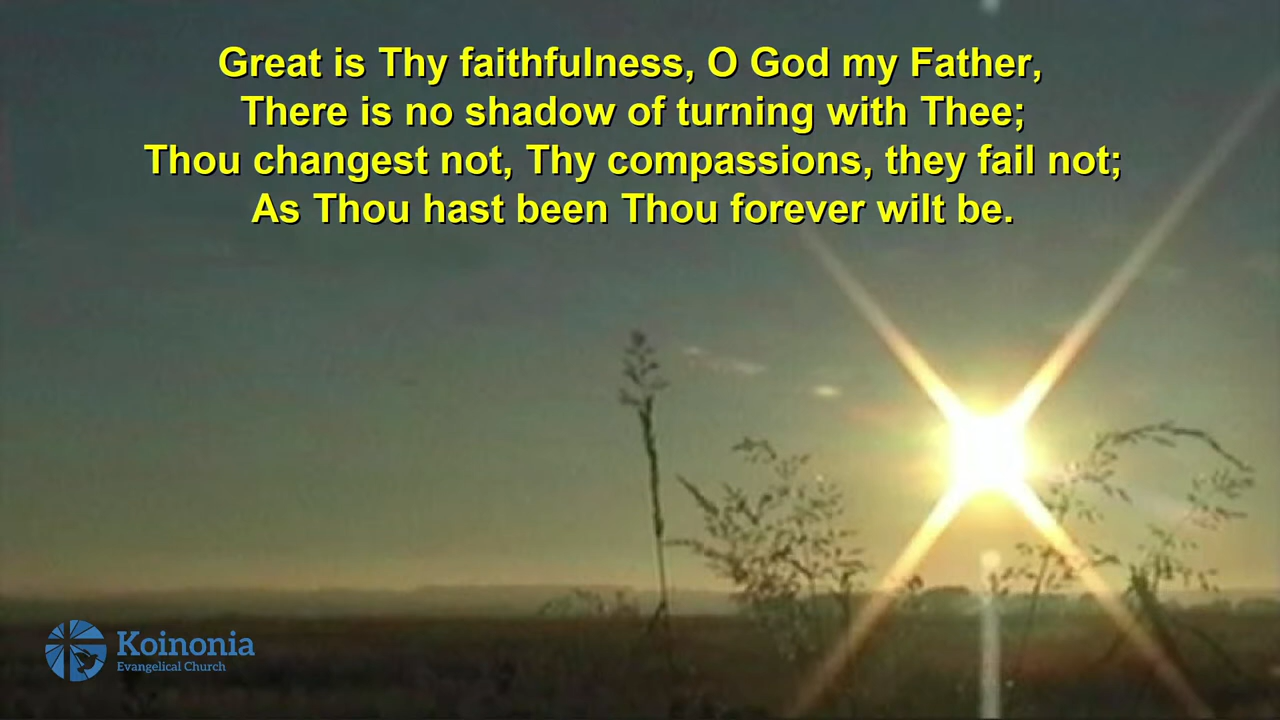 Great is Thy faithfulness, O God my Father,
There is no shadow of turning with Thee;
Thou changest not, Thy compassions, they fail not;
As Thou hast been Thou forever wilt be.
Koinonia
Evangelical Church